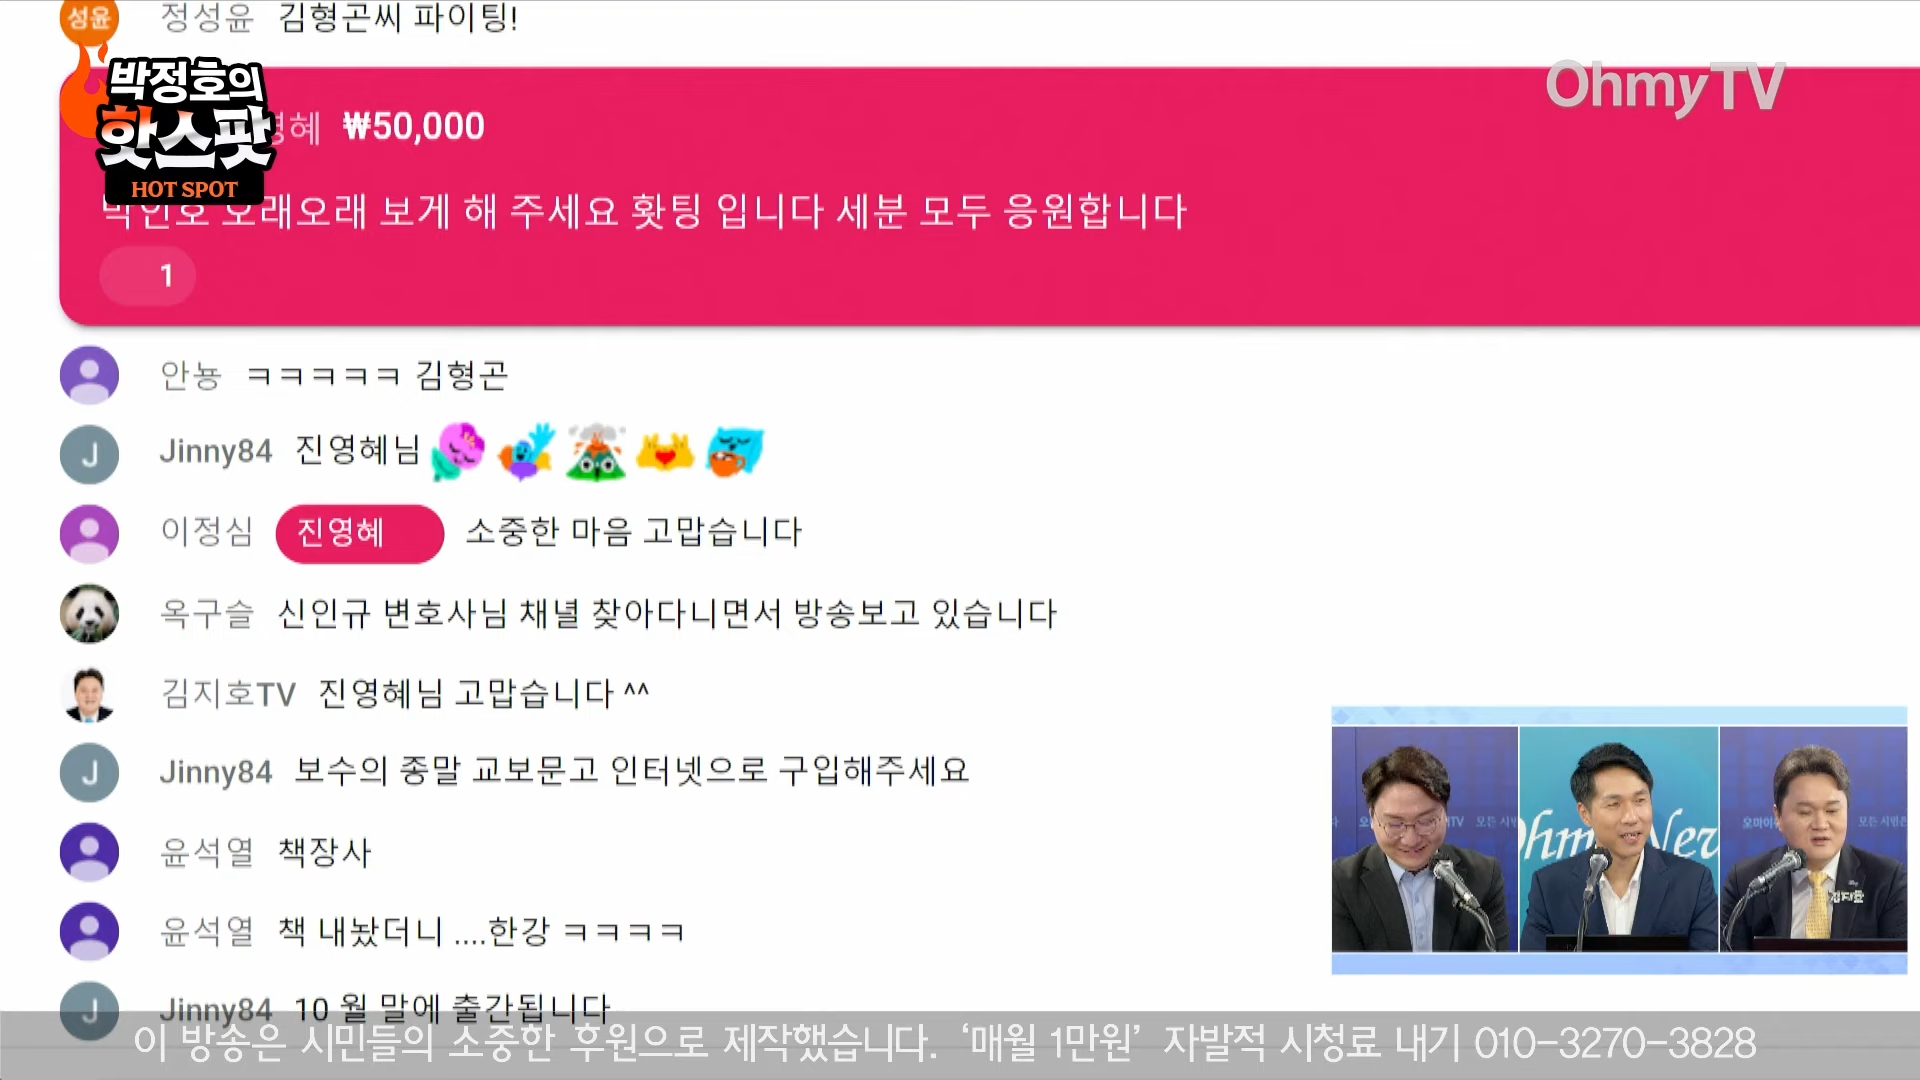 성윤 정성윤 김형곤씨 파이팅!
박정호의
핫스팟
HOT SPOT
OhmyTV
영혜 ₩50,000
박인호 오래오래 보게 해 주세요 홧팅 입니다 세분 모두 응원합니다
1
안뇽 ㅋㅋㅋㅋㅋ 김형곤
J Jinny84 진영혜님
이정심 진영혜 소중한 마음 고맙습니다
옥구슬 신인규 변호사님 채녈 찾아다니면서 방송보고 있습니다
김지호TV 진영혜님 고맙습니다 ^^
J Jinny84 보수의 종말 교보문고 인터넷으로 구입해주세요
윤석열 책장사
윤석열 책 내놨더니 ....한강 ㅋㅋㅋㅋ
J Jinny84 10 월 말에 출간됩니다
이 방송은 시민들의 소중한 후원으로 제작했습니다. ‘매월 1만원’ 자발적 시청료 내기 010-3270-3828